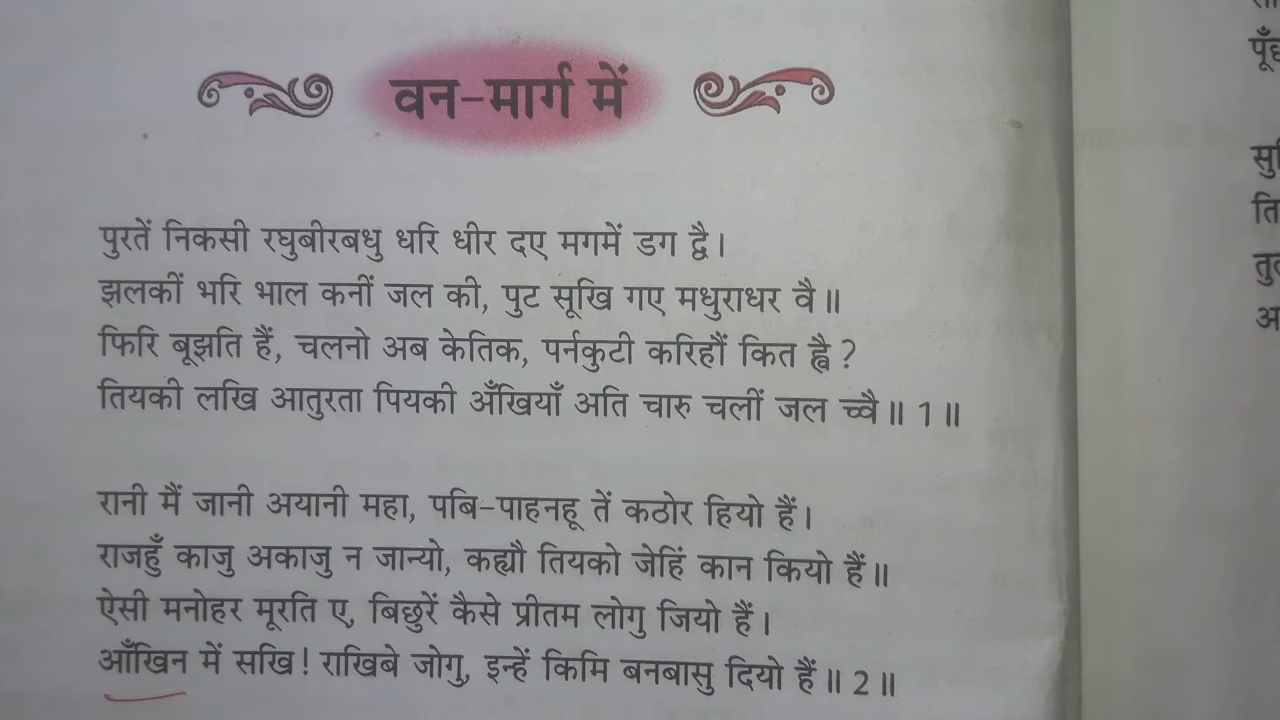 वन-मार्ग में
पुरतें निकसी रघुबीरबधु धरि धीर दए मगमें डग द्वै।
झलकीं भरि भाल कनीं जल की, पुट सूखि गए मधुराधर वै॥
फिरि बूझति हैं, चलनो अब केतिक, पर्नकुटी करिहौं कित ह्वै?
तियकी लखि आतुरता पियकी अँखियाँ अति चारु चलीं जल च्वै॥ 1॥
रानी मैं जानी अयानी महा, पबि-पाहनहू तें कठोर हियो हैं।
राजहुँ काजु अकाजु न जान्यो, कह्यौ तियको जेहिं कान कियो हैं॥
ऐसी मनोहर मूरति ए, बिछुरें कैसे प्रीतम लोगु जियो हैं।
आँखिन में सखि! राखिबे जोगु, इन्हें किमि बनबासु दियो हैं॥ 2॥